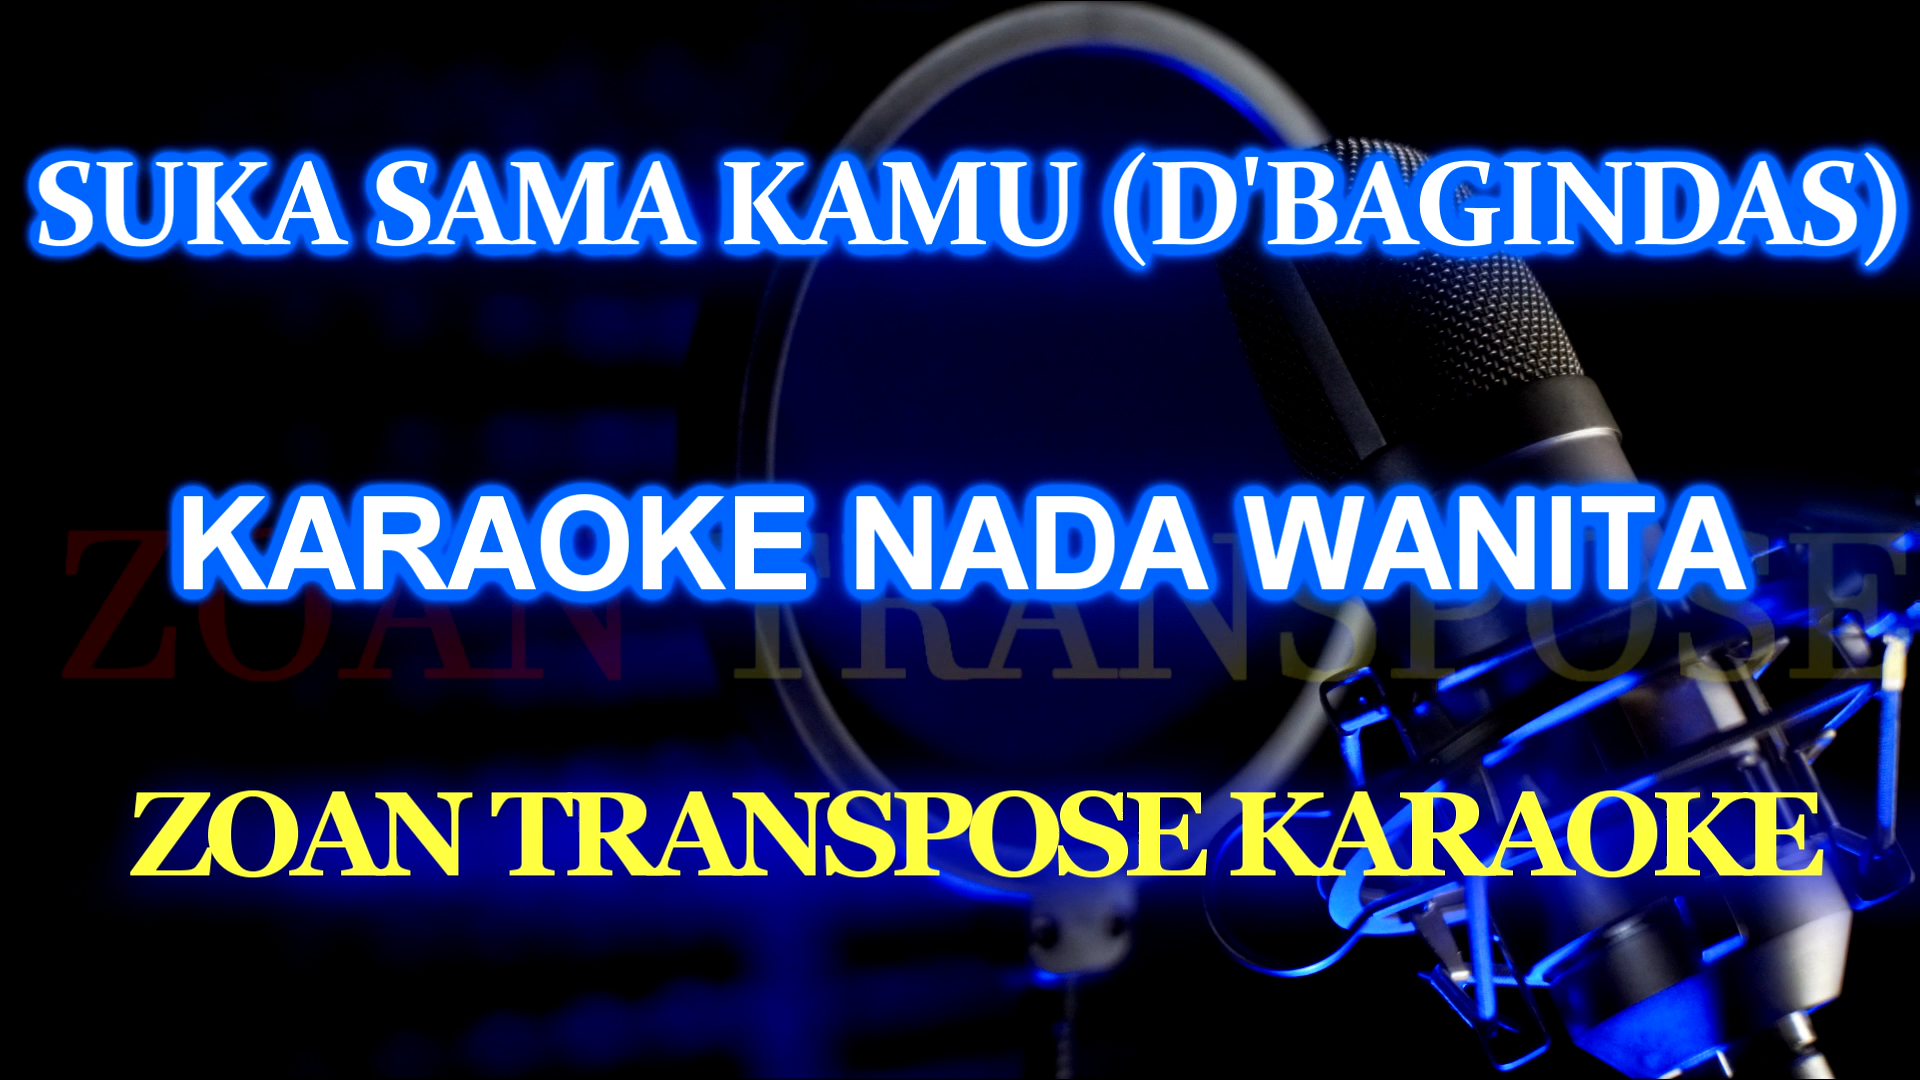 SUKA SAMA KAMU (D'BAGINDAS)
KARAOKE NADA WANITA
ZOAN TRANSPOSE
ZOAN TRANSPOSE KARAOKE